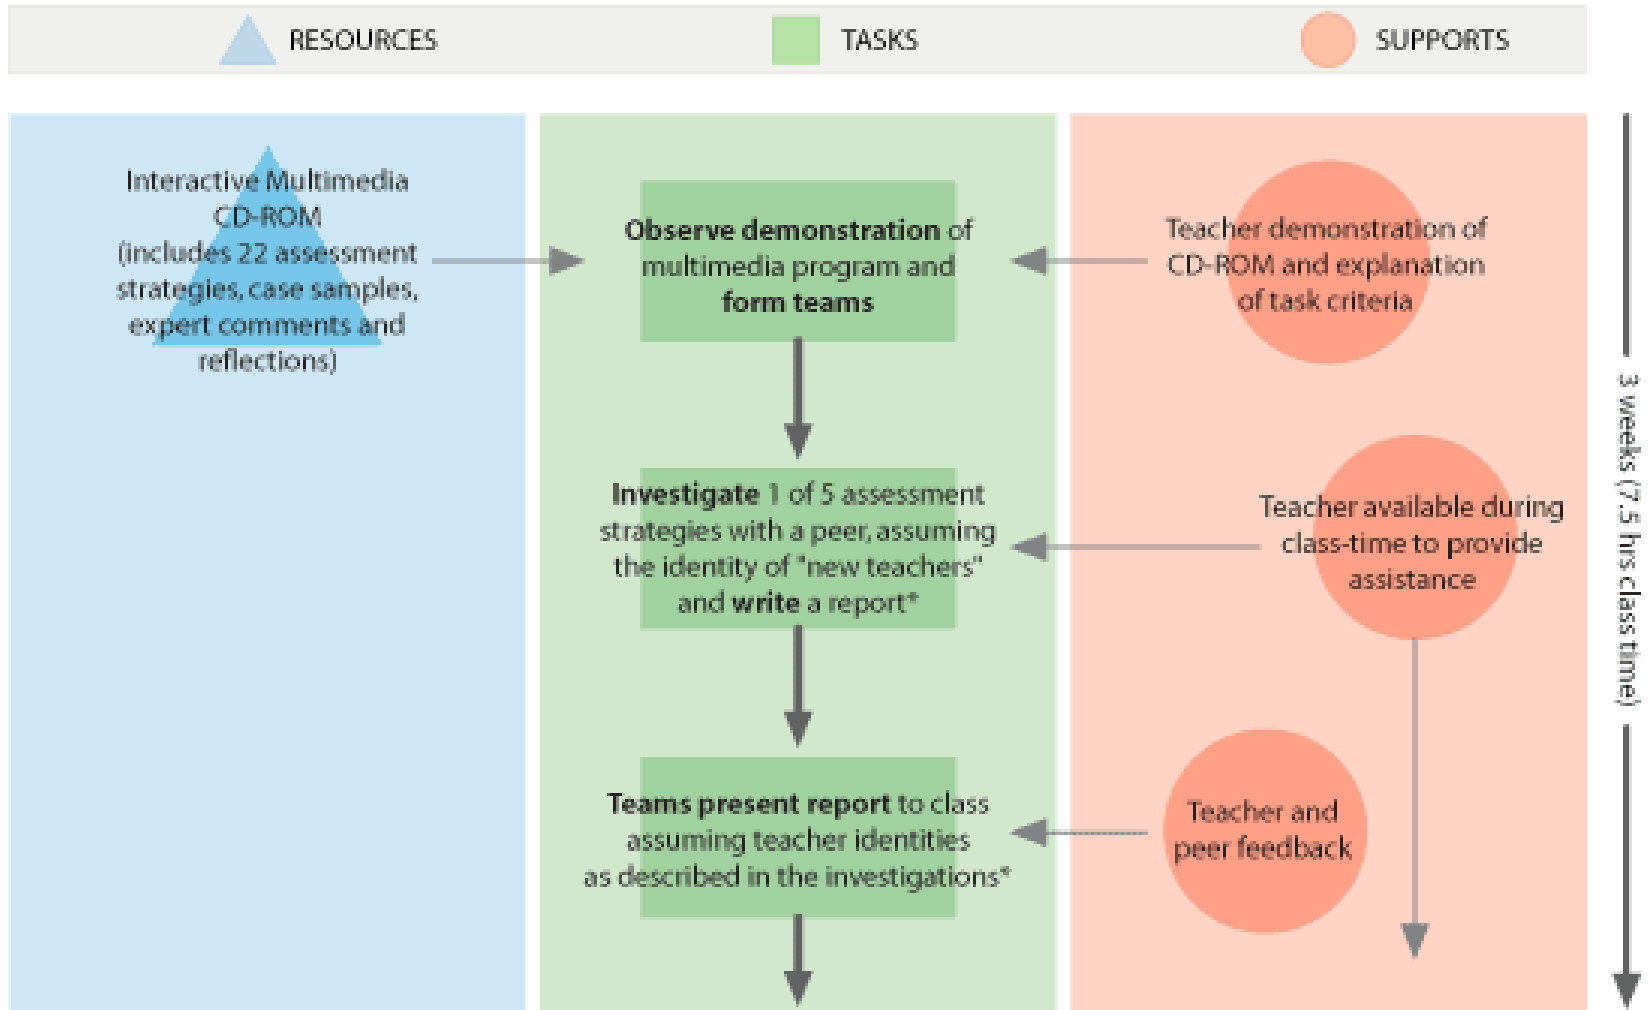 RESOURCES
TASKS
SUPPORTS
Interactive Multimedia
CD-ROM
(includes 22 assessment
strategies, case samples,
expert comments and
reflections)
Observe demonstration of
multimedia program and
form teams
Teacher demonstration of
CD-ROM and explanation
of task criteria
Investigate 1 of 5 assessment
strategies with a peer, assuming
the identity of "new teachers"
and write a report*
Teacher available during
class-time to provide
assistance
Teams present report to class
assuming teacher identities
as described in the investigations*
Teacher and
peer feedback
3 weeks (7.5 hrs class time)